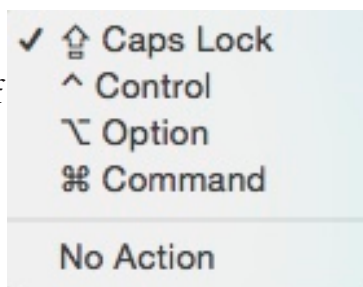 ✓ ⇪ Caps Lock
^ Control
⌥ Option
⌘ Command
No Action